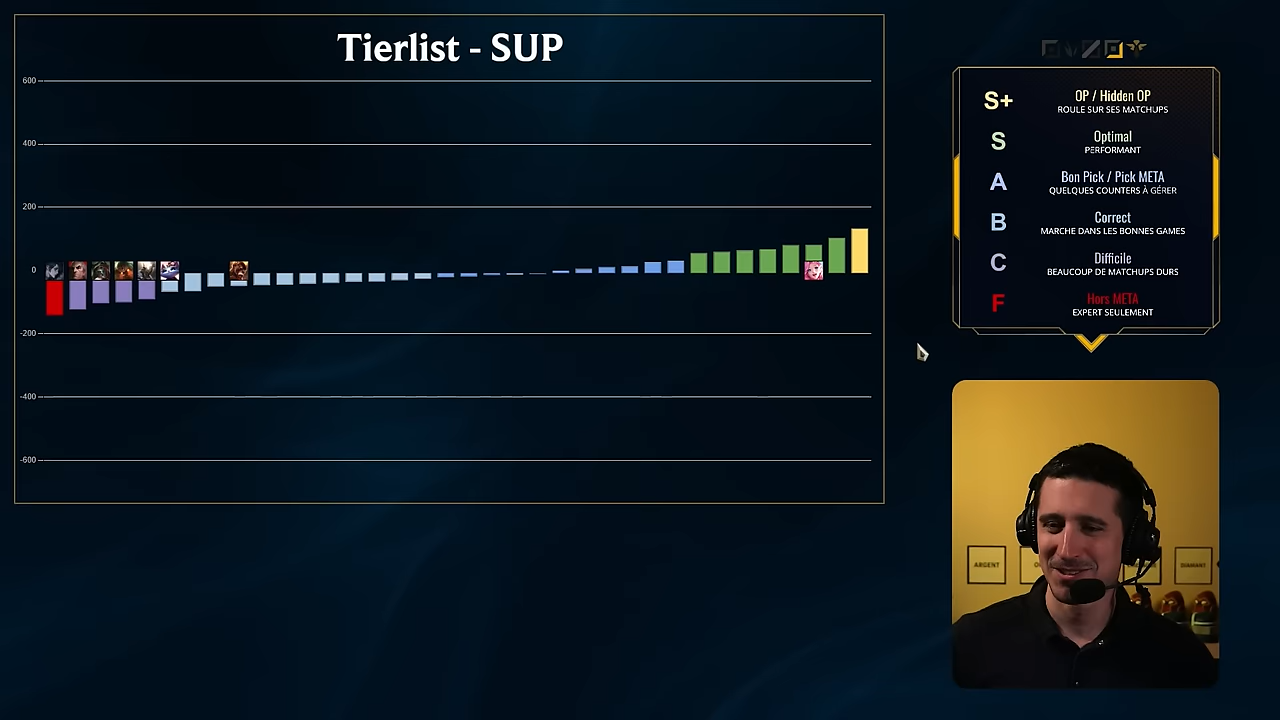 Tierlist - SUP
600
400
200
0
-200
-400
-600
S+
OP / Hidden OP
ROULE SUR SES MATCHUPS
S
Optimal
PERFORMANT
A
Bon Pick / Pick META
QUELQUES COUNTERS À GÉRER
B
Correct
MARCHE DANS LES BONNES GAMES
C
Difficile
BEAUCOUP DE MATCHUPS DURS
F
Hors META
EXPERT SEULEMENT
ARGENT
DIAMANT